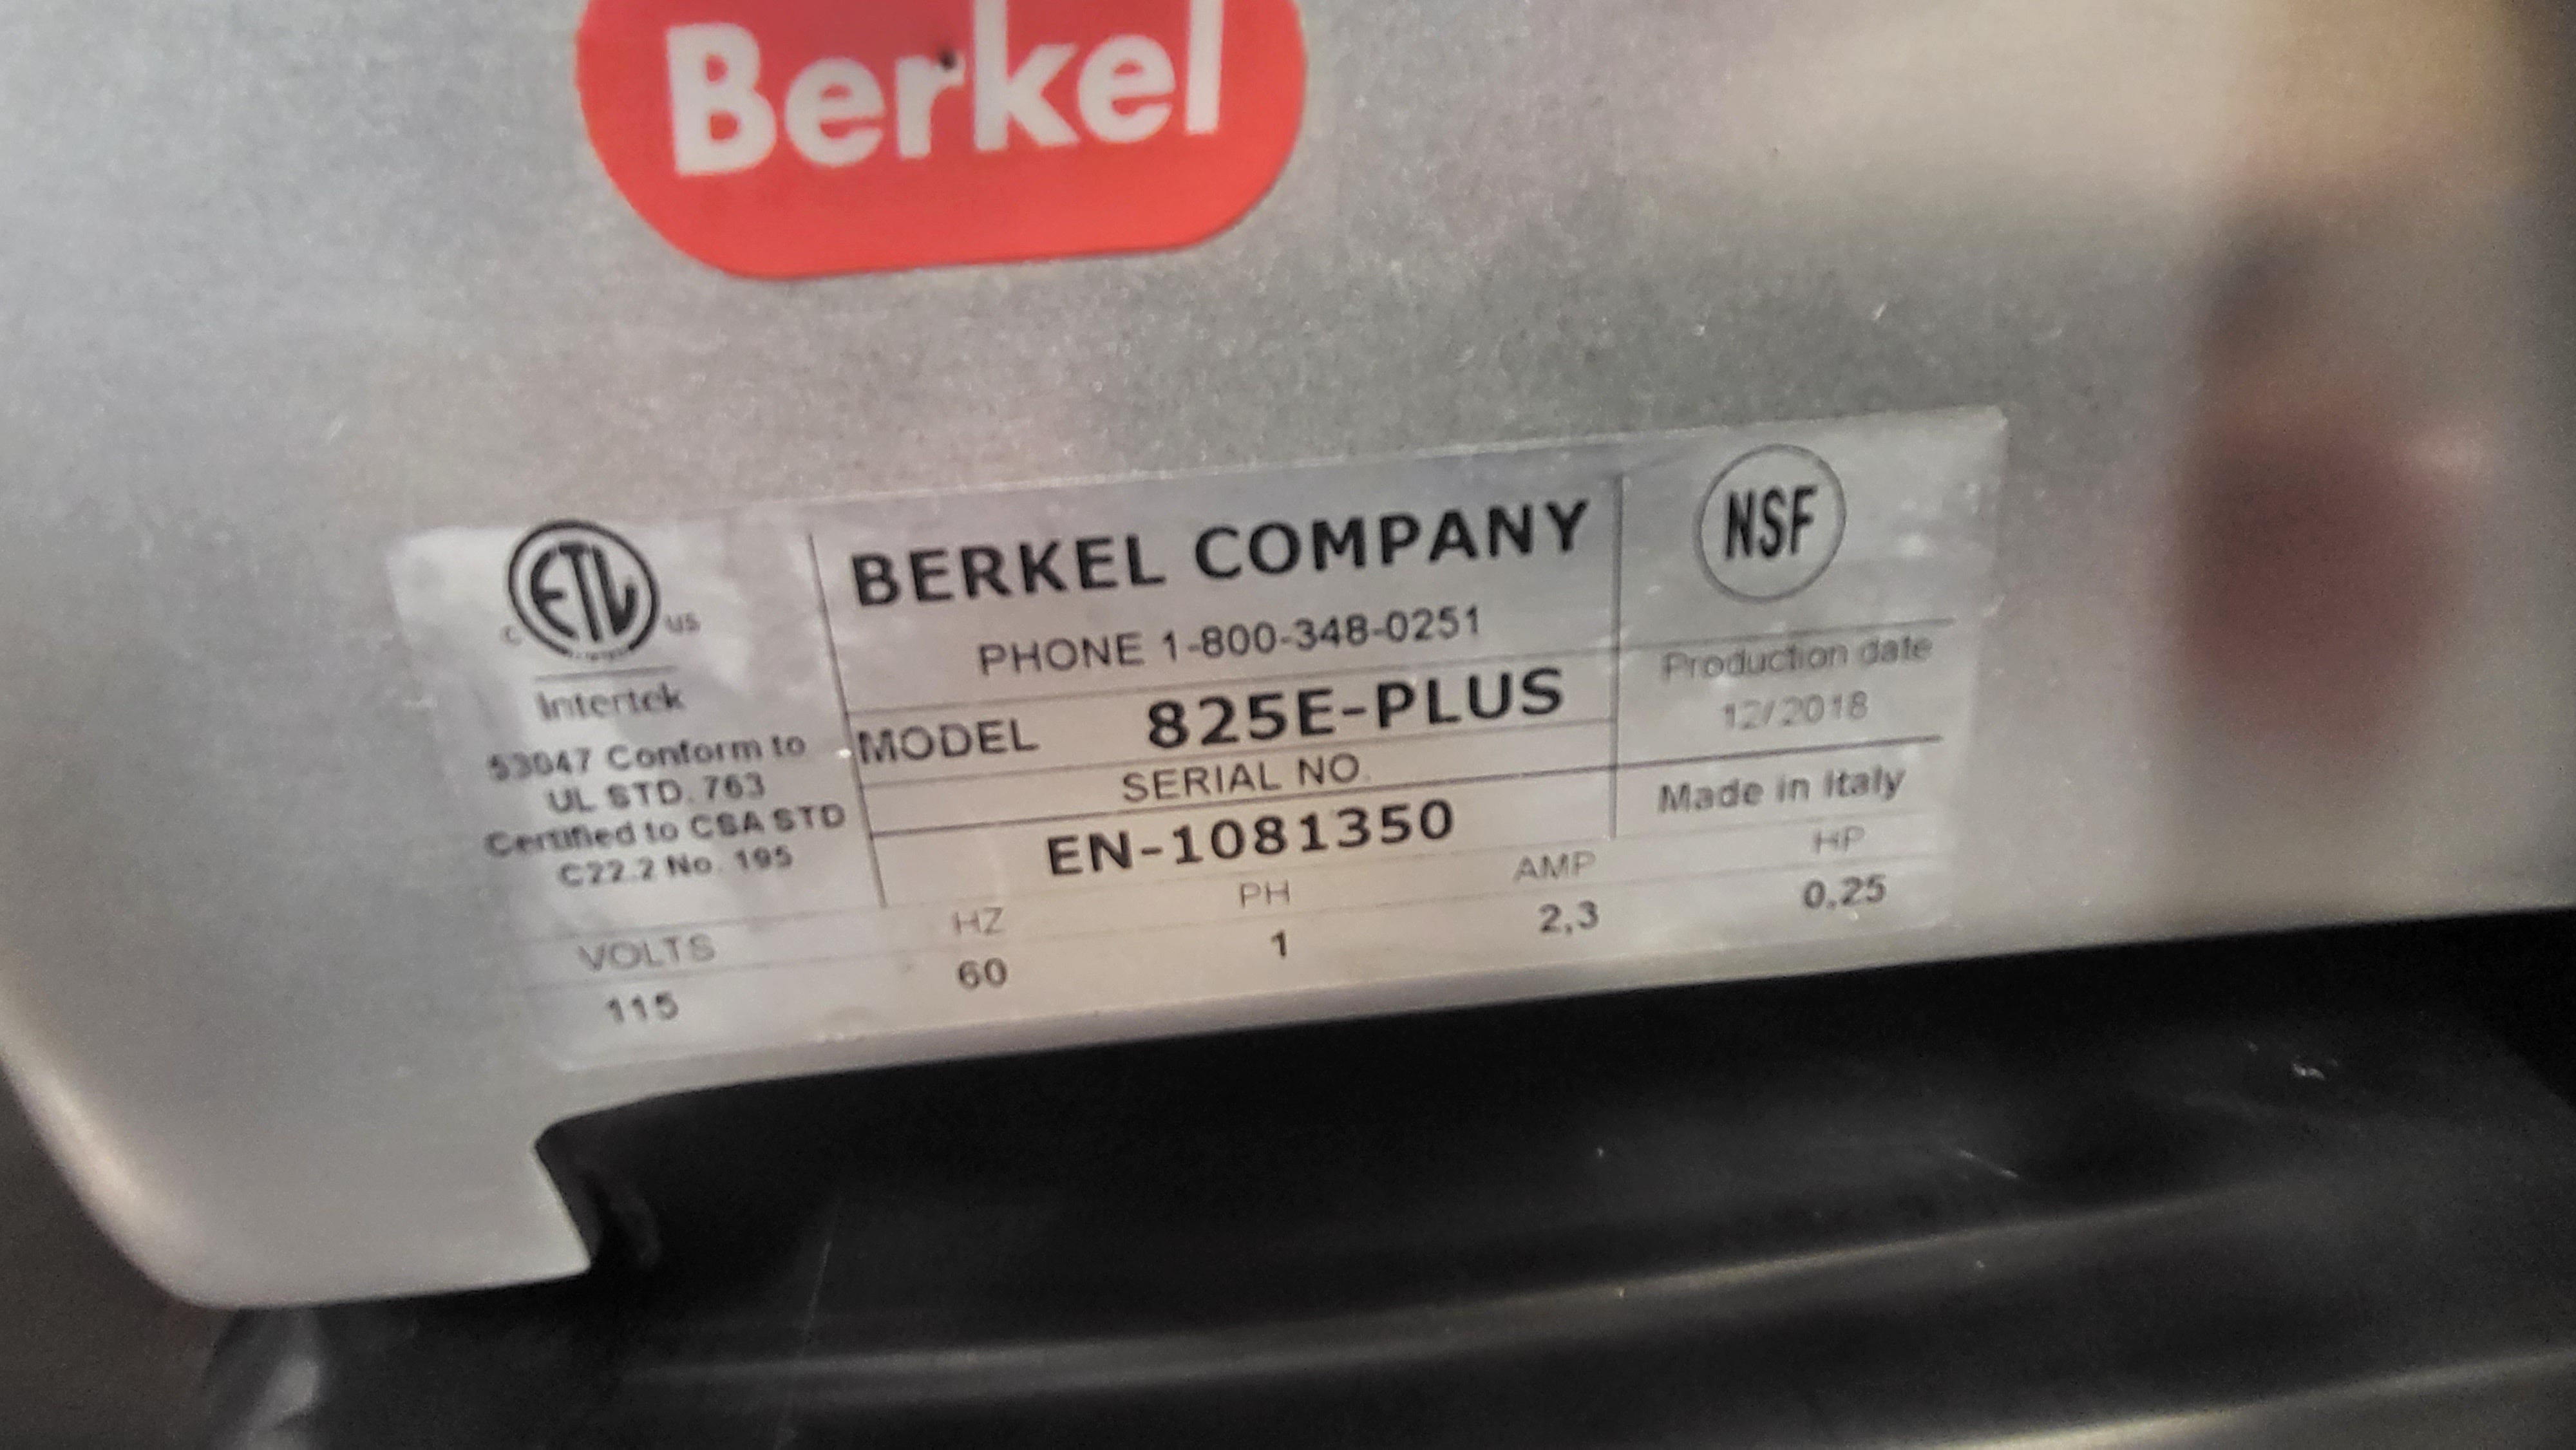 Berkel
ETL
C US
Intertek
53047 Conform to
UL STD. 763
Certified to CSA STD
C22.2 No. 195
BERKEL COMPANY
PHONE 1-800-348-0251
MODEL 825E-PLUS
SERIAL NO.
EN-1081350
NSF
Production date
12/2018
Made in Italy
VOLTS HZ PH AMP HP
115 60 1 2,3 0,25